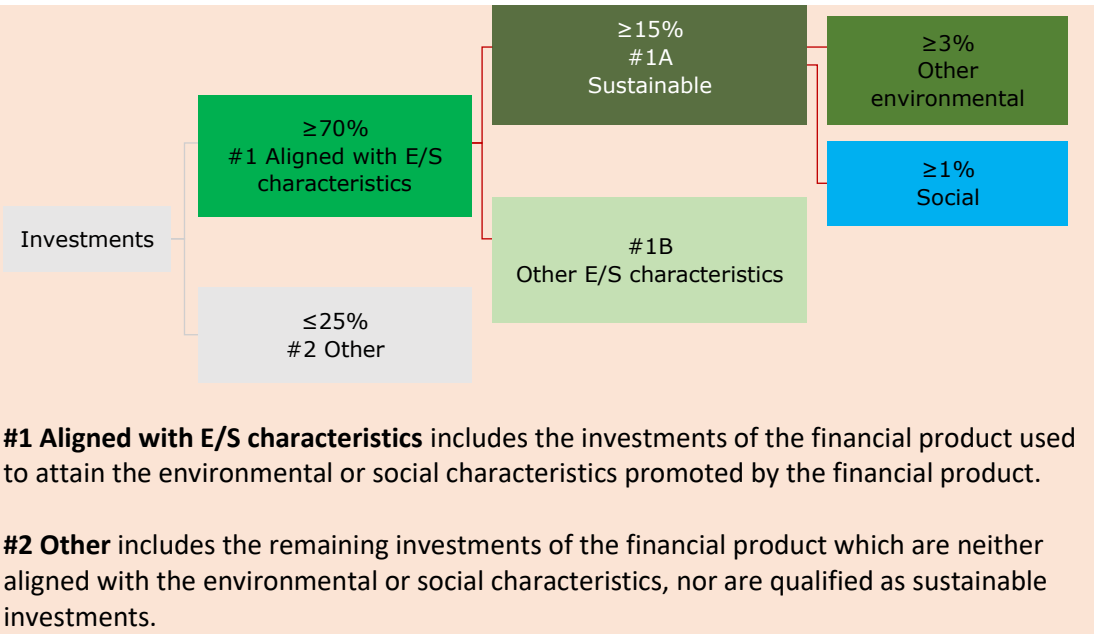 Investments
≥70%
#1 Aligned with E/S
characteristics
≤25%
#2 Other
≥15%
#1A
Sustainable
#1B
Other E/S characteristics
≥3%
Other
environmental
≥1%
Social
#1 Aligned with E/S characteristics includes the investments of the financial product used
to attain the environmental or social characteristics promoted by the financial product.
#2 Other includes the remaining investments of the financial product which are neither
aligned with the environmental or social characteristics, nor are qualified as sustainable
investments.